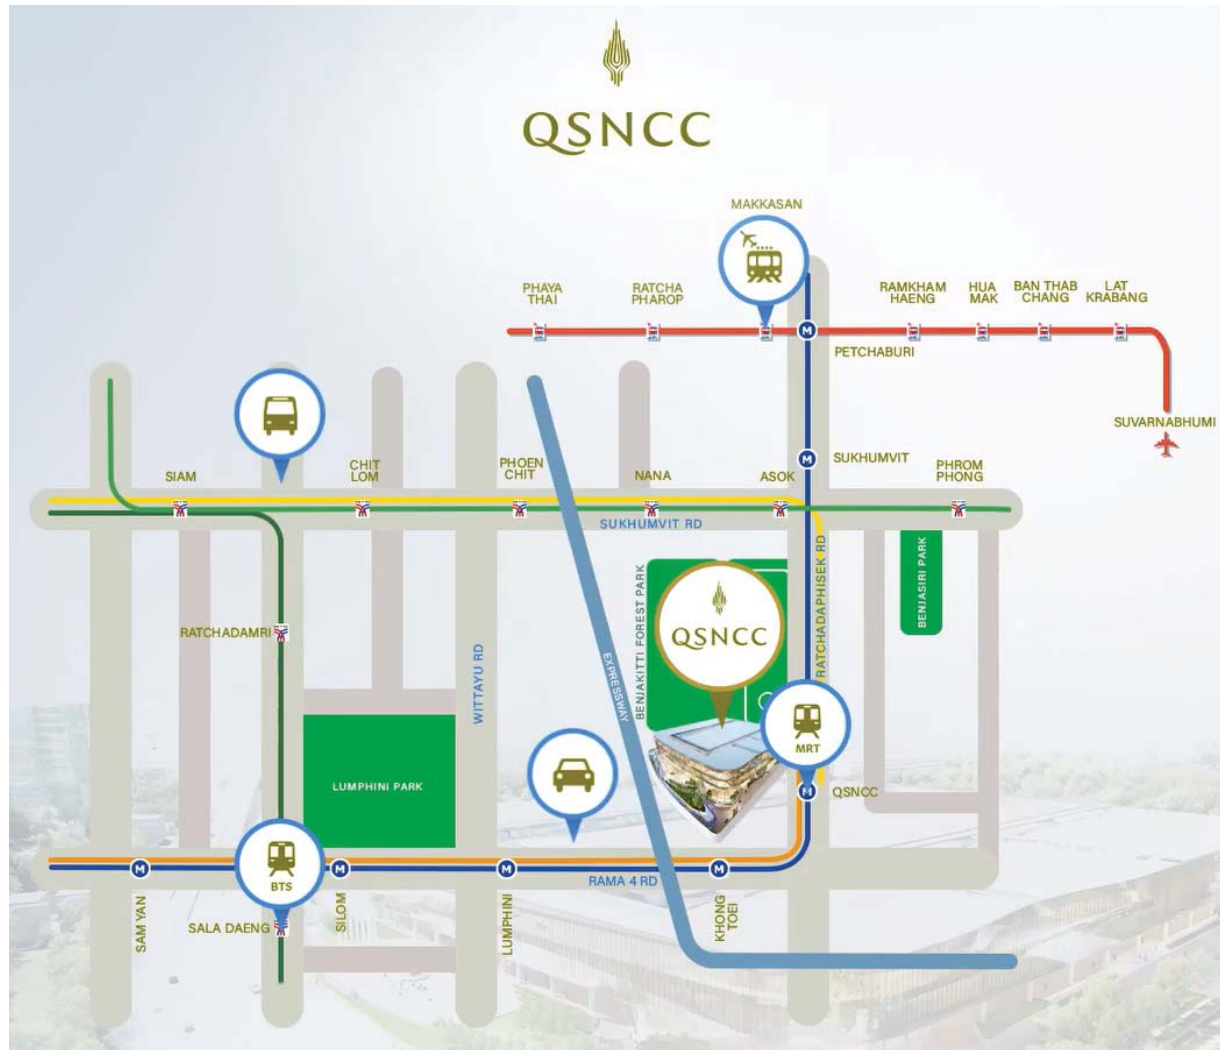 QSNCC
MAKKASAN
PHAYA
THAI
RATCHA
PHAROP
RAMKHAM
HAENG
HUA
MAK
BAN THAB
CHANG
LAT
KRABANG
M
PETCHABURI
SUVARNABHUMI
SIAM
CHIT
LOM
PHOEN
CHIT
NANA
ASOK
M
SUKHUMVIT
PHROM
PHONG
SUKHUMVIT RD
RATCHADAMRI
WITTAYU RD
EXPRESSWAY
BENJAKITTI FOREST PARK
QSNCC
RATCHADAPHISEK RD
BENJASIRI PARK
LUMPHINI PARK
MRT
M
QSNCC
BTS
M
M
M
M
RAMA 4 RD
SAM YAN
SALA DAENG
SILOM
LUMPHINI
KHONG
TOEI